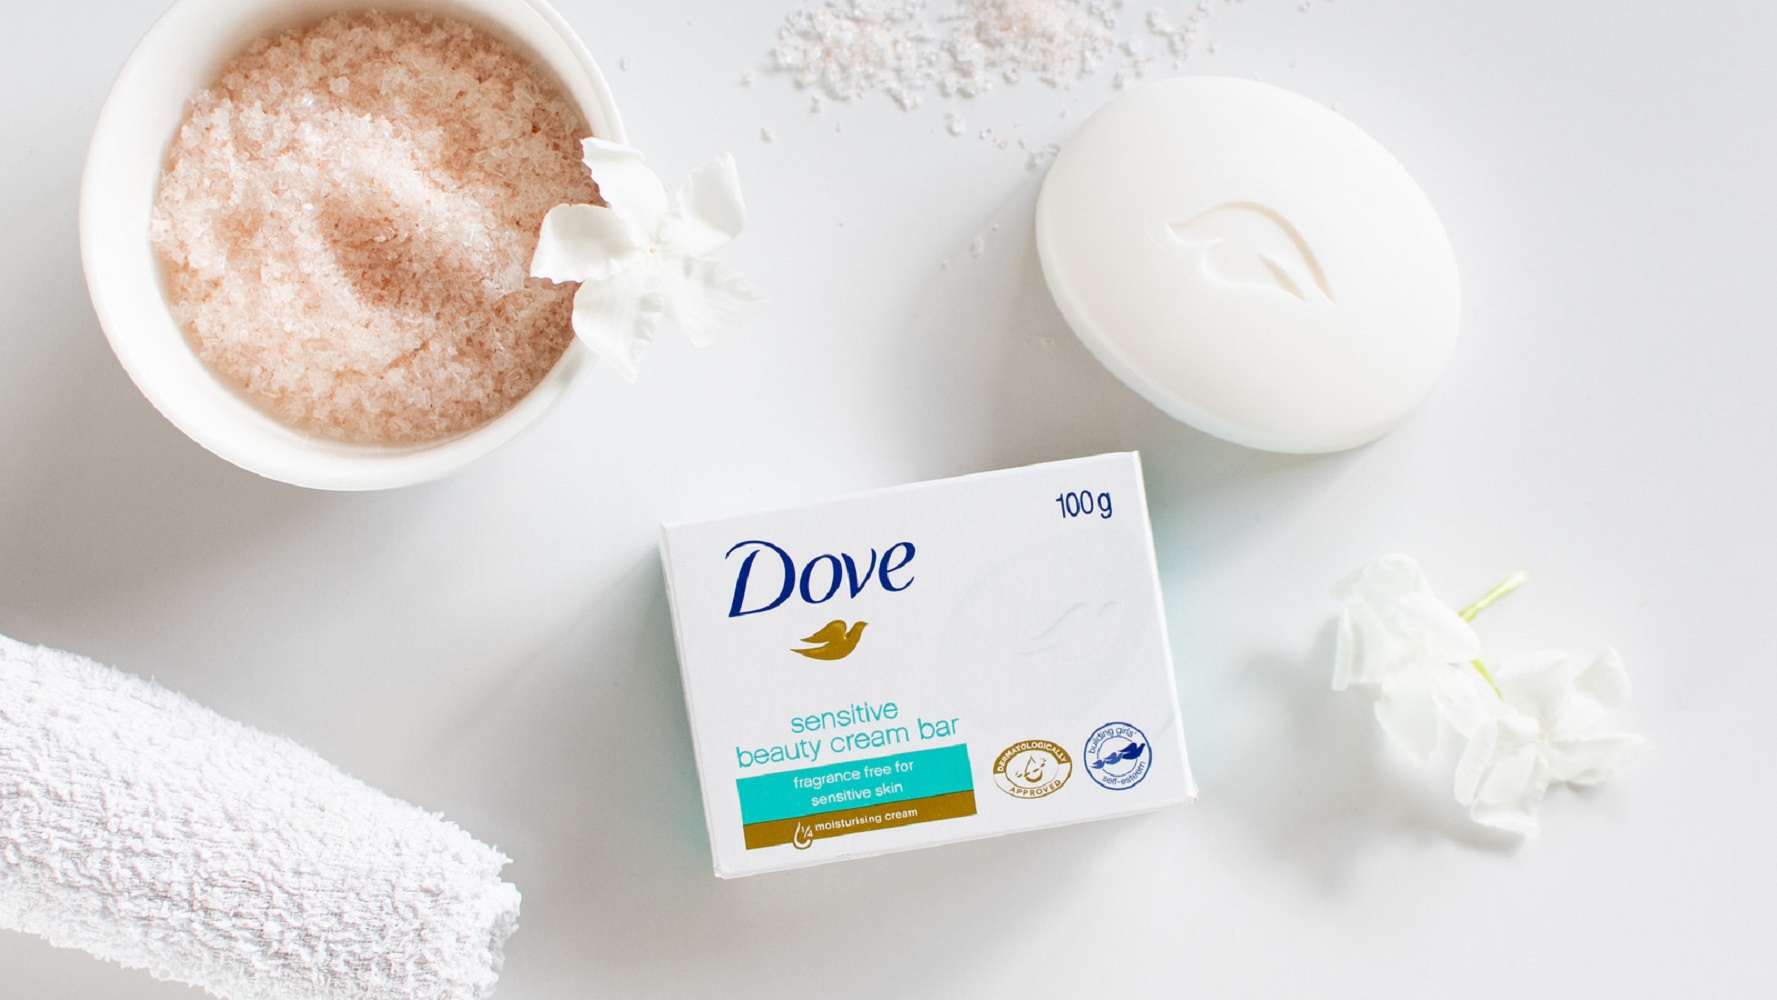 100g
Dove
sensitive
beauty cream bar
fragrance free for
sensitive skin
1/4 moisturising cream
DERMATOLOGICALLY
APPROVED
building girls'
self-esteem